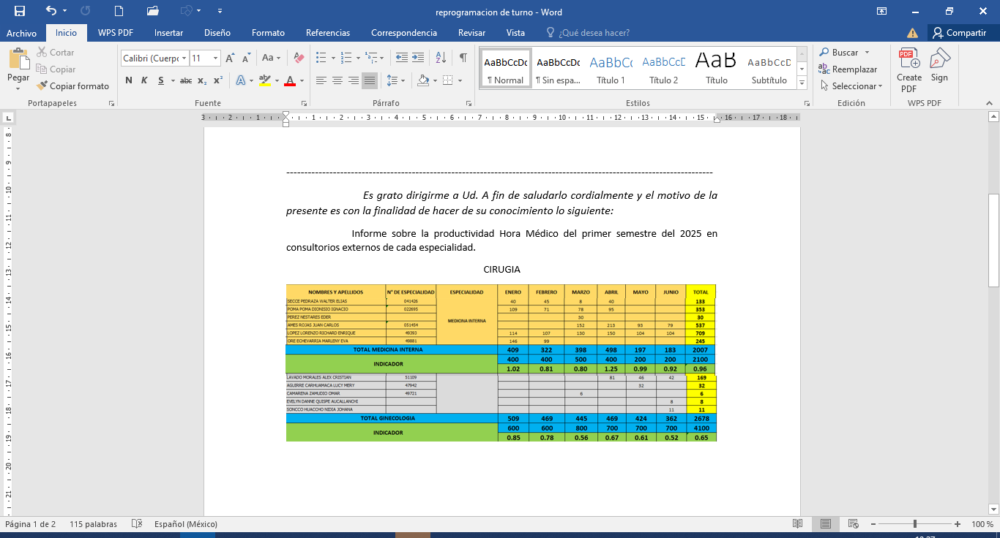 reprogramacion de turno - Word
Archivo Inicio WPS PDF Insertar Diseño Formato Referencias Correspondencia Revisar Vista ¿Qué desea hacer? Compartir
Pegar
Cortar
Copiar
Copiar formato
Portapapeles
Calibri (Cuerpo 11
N K S abc x₂ x²
Fuente
Párrafo
AaBbCcDc AaBbCcDc AaBbCc AaBbCcD AaB AaBbCcD
¶ Normal ¶ Sin espa... Título 1 Título 2 Título Subtítulo
Estilos
Buscar
Reemplazar
Seleccionar
Edición
Create PDF Sign
WPS PDF
3 2 1 1 2 3 4 5 6 7 8 9 10 11 12 13 14 15 16 17 18
------------------------------------------------------------------------------------------------------------------------
Es grato dirigirme a Ud. A fin de saludarlo cordialmente y el motivo de la
presente es con la finalidad de hacer de su conocimiento lo siguiente:
Informe sobre la productividad Hora Médico del primer semestre del 2025 en
consultorios externos de cada especialidad.
CIRUGIA
NOMBRES Y APELLIDOS N° DE ESPECIALIDAD ESPECIALIDAD ENERO FEBRERO MARZO ABRIL MAYO JUNIO TOTAL
SECCE PEDRAZA WALTER ELIAS 041426 40 45 8 40 133
POMA POMA DIONISIO IGNACIO 022695 109 71 78 95 353
PEREZ NESTARES EDER 30 30
MEDICINA INTERNA
AMES ROJAS JUAN CARLOS 051454 152 213 93 79 537
LOPEZ LORENZO RICHARD ENRIQUE 49393 114 107 130 150 104 104 709
ORE ECHEVARRIA MARLENY EVA 49881 146 99 245
TOTAL MEDICINA INTERNA 409 322 398 498 197 183 2007
INDICADOR 400 400 500 400 200 200 2100
1.02 0.81 0.80 1.25 0.99 0.92 0.96
LAVADO MORALES ALEX CRISTIAN 51109 81 46 42 169
AGUIRRE CARHUAMACA LUCY MERY 47942 32 32
CAMARENA ZAMUDIO OMAR 49721 6 6
EVELYN DANNE QUISPE AUCALLANCHI 8 8
SONCCO HUACCHO NIDIA JOHANA 11 11
TOTAL GINECOLOGIA 509 469 445 469 424 362 2678
INDICADOR 600 600 800 700 700 700 4100
0.85 0.78 0.56 0.67 0.61 0.52 0.65
8 9 10 11 12 13 14 15 16 17 18 19 20 21
Página 1 de 2 115 palabras Español (México) 100 %